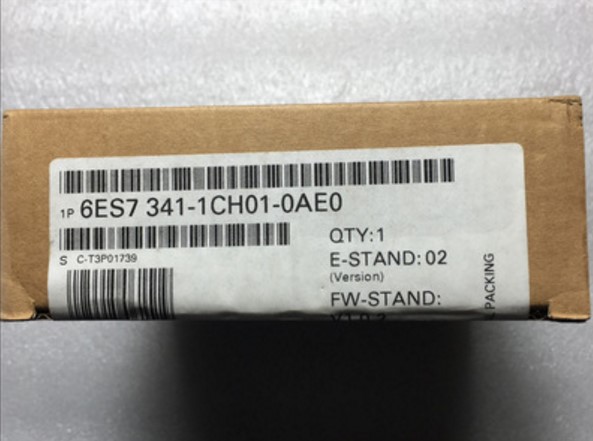 1P 6ES7 341-1CH01-0AE0
S C-T3P01739
QTY:1
E-STAND: 02
(Version)
FW-STAND:
PACKING